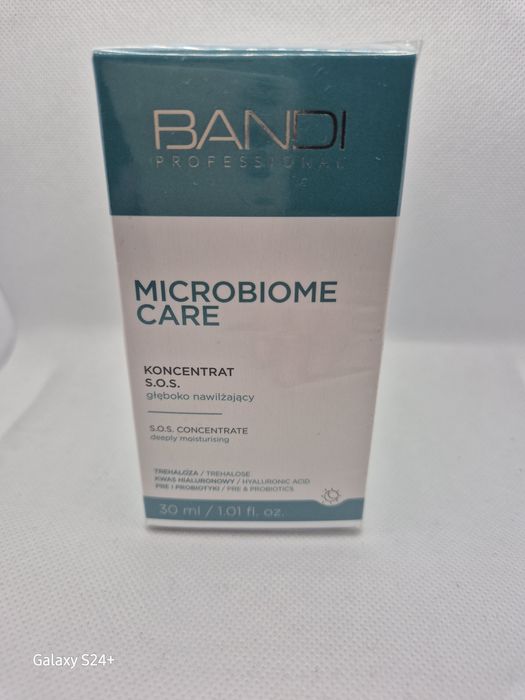 BANDI
PROFESSIONAL
MICROBIOME
CARE
KONCENTRAT
S.O.S.
głęboko nawilżający
S.O.S. CONCENTRATE
deeply moisturising
TREHALOZA / TREHALOSE
KWAS HIALURONOWY / HYALURONIC ACID
PRE I PROBIOTYKI / PRE & PROBIOTICS
30 ml / 1.01 fl. oz.
Galaxy S24+